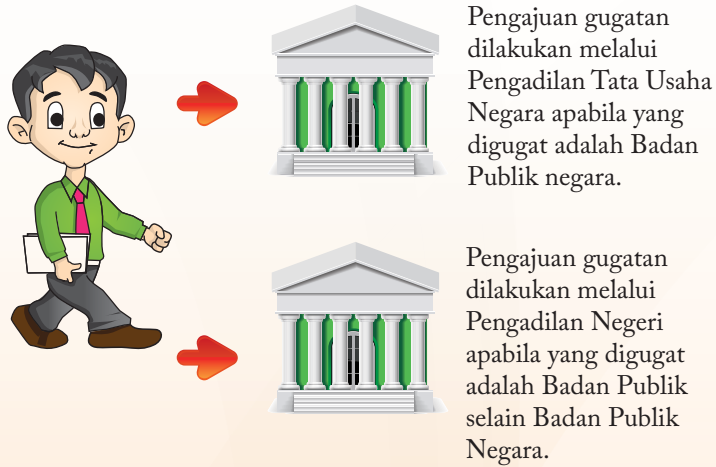 Pengajuan gugatan
dilakukan melalui
Pengadilan Tata Usaha
Negara apabila yang
digugat adalah Badan
Publik negara.
Pengajuan gugatan
dilakukan melalui
Pengadilan Negeri
apabila yang digugat
adalah Badan Publik
selain Badan Publik
Negara.